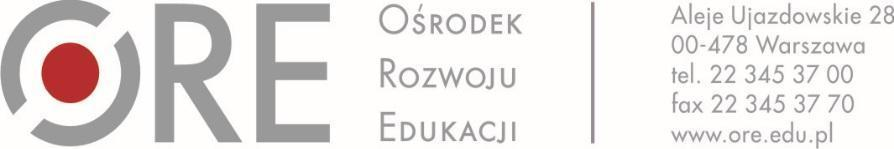 ORE
Ośrodek
Rozwoju
Edukacji
Aleje Ujazdowskie 28
00-478 Warszawa
tel. 22 345 37 00
fax 22 345 37 70
www.ore.edu.pl